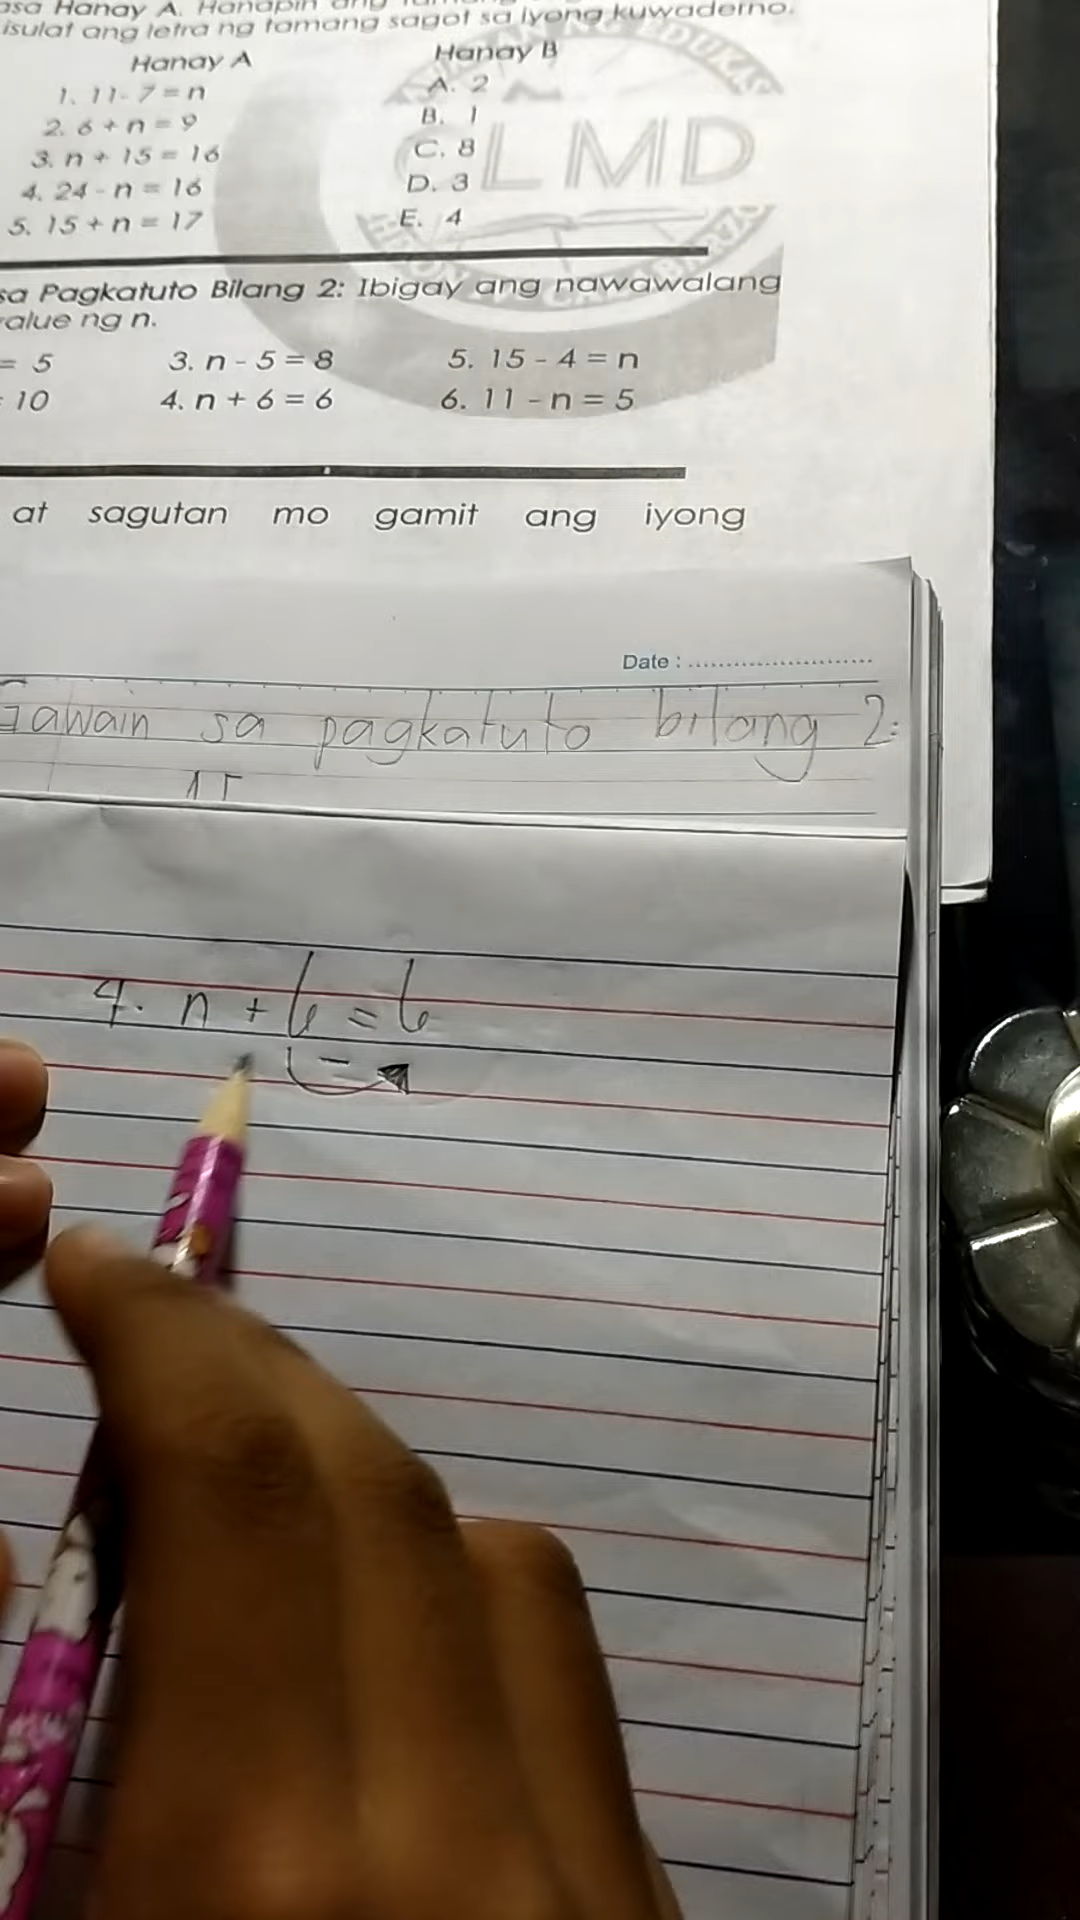 Hanay A. Hanapin ang
isulat ang letra ng tamang sagot sa iyong kuwaderno.
Hanay A
1. 11 - 7 = n
2. 6 + n = 9
3. n + 15 = 16
4. 24 - n = 16
5. 15 + n = 17
Hanay B
A. 2
B. 1
C. 8
D. 3
E. 4
LMD
sa Pagkatuto Bilang 2: Ibigay ang nawawalang
value ng n.
= 5 3. n - 5 = 8 5. 15 - 4 = n
10 4. n + 6 = 6 6. 11 - n = 5
at sagutan mo gamit ang iyong
Date : ........................
Gawain sa pagkatuto bilang 2:
4. n + 6 = 6
-